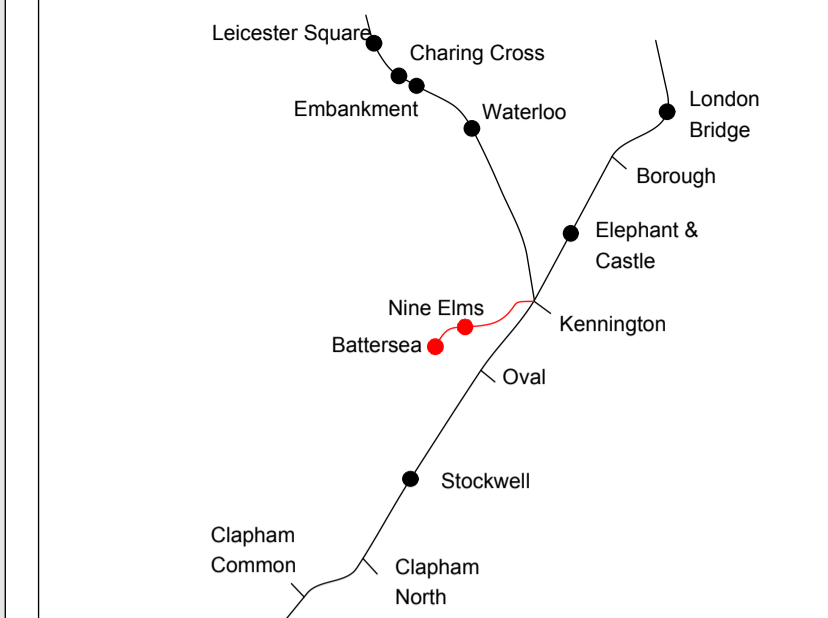 Leicester Square
Charing Cross
Embankment
Waterloo
London
Bridge
Borough
Elephant &
Castle
Nine Elms
Kennington
Battersea
Oval
Stockwell
Clapham
Common
Clapham
North